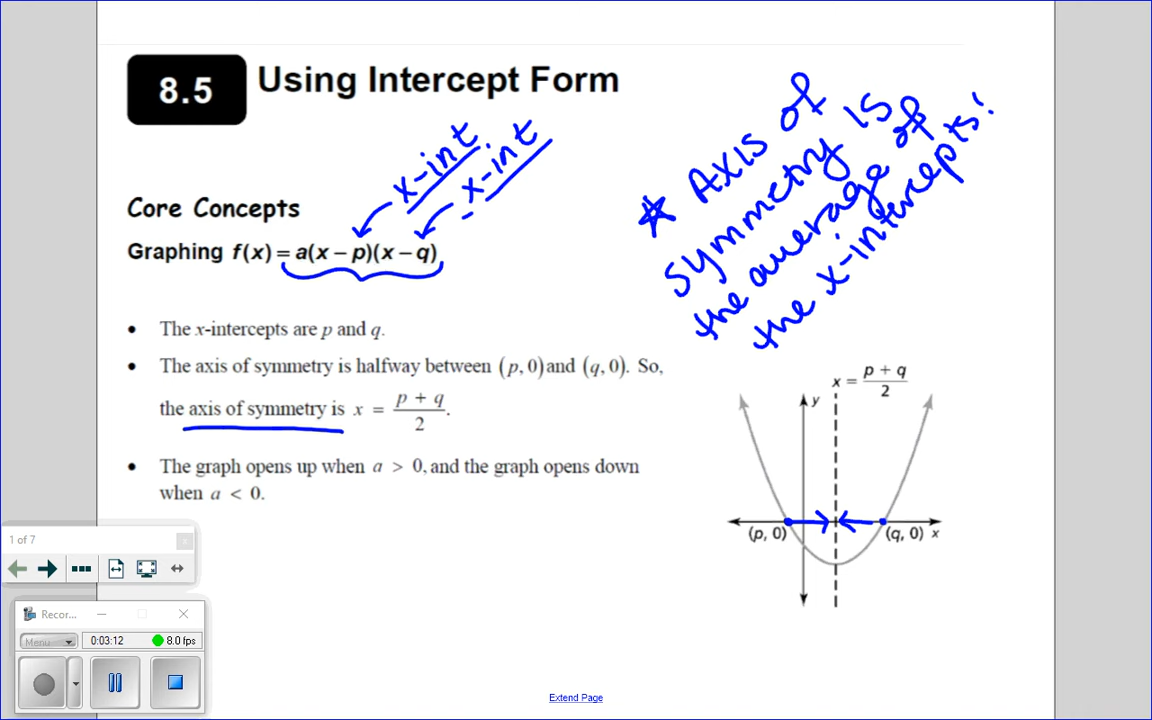 8.5 Using Intercept Form
x-int x-int
* Axis of
symmetry is
the average of
the x-intercepts!
Core Concepts
Graphing f(x) = a(x − p)(x − q)
• The x-intercepts are p and q.
• The axis of symmetry is halfway between (p, 0) and (q, 0). So,
the axis of symmetry is x = (p + q)/2.
• The graph opens up when a > 0, and the graph opens down
when a < 0.
x = (p + q)/2
y
(p, 0) (q, 0) x
1 of 7
Recor...
Menu 0:03:12 8.0 fps
Extend Page